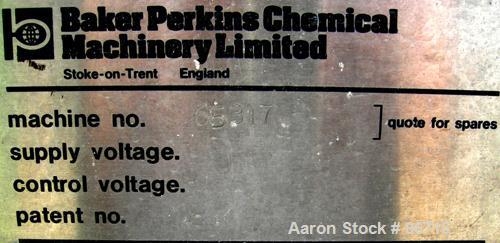 Baker Perkins Chemical
Machinery Limited
Stoke-on-Trent England
machine no. 65317 ] quote for spares
supply voltage.
control voltage.
patent no.
Aaron Stock #